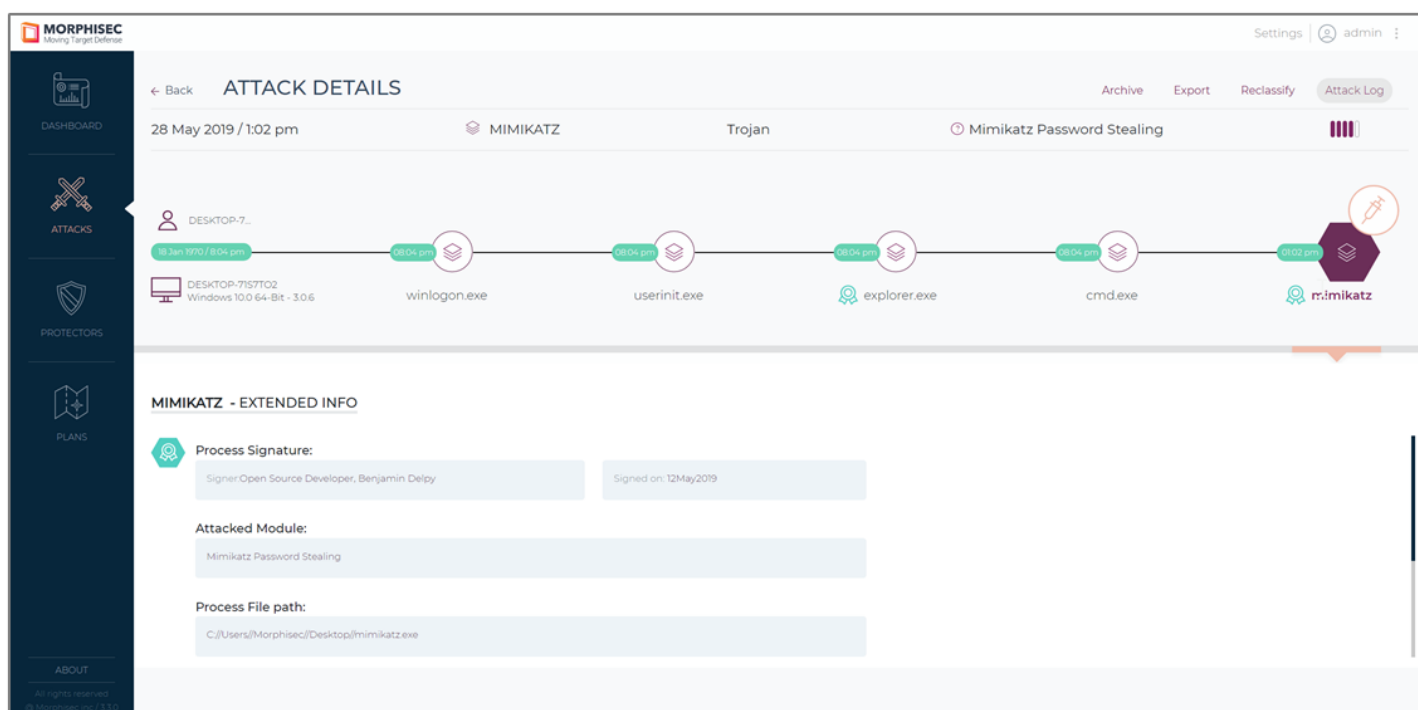 MORPHISEC
Moving Target Defense
Settings
admin
DASHBOARD
ATTACKS
PROTECTORS
PLANS
ABOUT
All rights reserved
← Back
ATTACK DETAILS
Archive
Export
Reclassify
Attack Log
28 May 2019 / 1:02 pm
MIMIKATZ
Trojan
Mimikatz Password Stealing
DESKTOP-7...
18 Jan 1970 / 8:04 pm
08:04 pm
08:04 pm
08:04 pm
08:04 pm
01:02 pm
DESKTOP-71S7TO2
Windows 10.0 64-Bit - 3.0.6
winlogon.exe
userinit.exe
explorer.exe
cmd.exe
mimikatz
MIMIKATZ - EXTENDED INFO
Process Signature:
Signer:Open Source Developer, Benjamin Delpy
Signed on: 12May2019
Attacked Module:
Mimikatz Password Stealing
Process File path:
C://Users//Morphisec//Desktop//mimikatz.exe